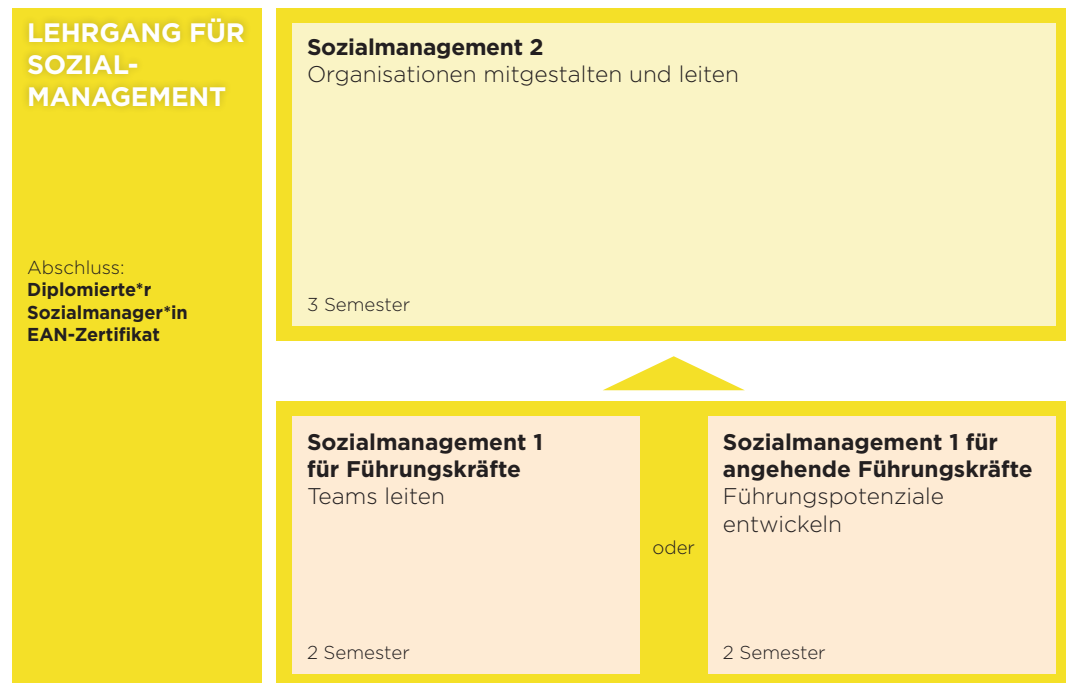 LEHRGANG FÜR
SOZIAL-
MANAGEMENT
Abschluss:
Diplomierte*r
Sozialmanager*in
EAN-Zertifikat
Sozialmanagement 2
Organisationen mitgestalten und leiten
3 Semester
Sozialmanagement 1
für Führungskräfte
Teams leiten
2 Semester
oder
Sozialmanagement 1 für
angehende Führungskräfte
Führungspotenziale
entwickeln
2 Semester